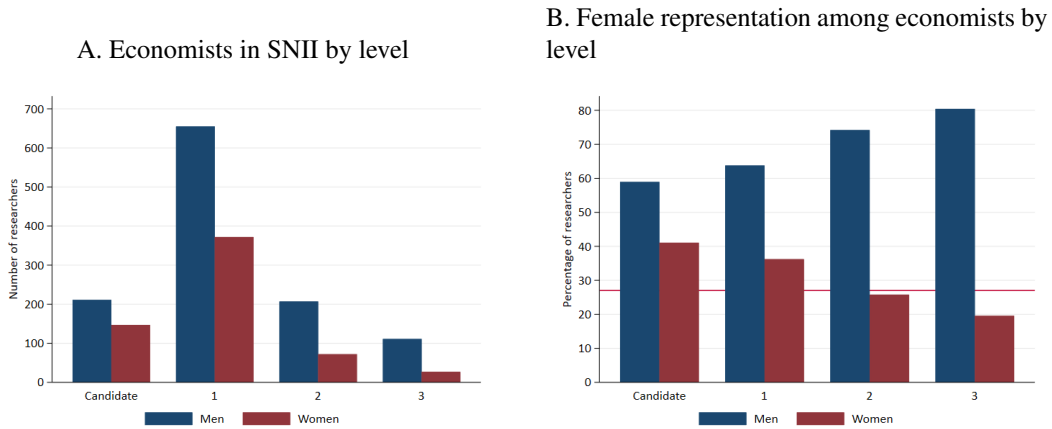 A. Economists in SNII by level
B. Female representation among economists by
level
Number of researchers
700
600
500
400
300
200
100
0
Candidate
1
2
3
Men
Women
Percentage of researchers
80
70
60
50
40
30
20
10
0
Candidate
1
2
3
Men
Women